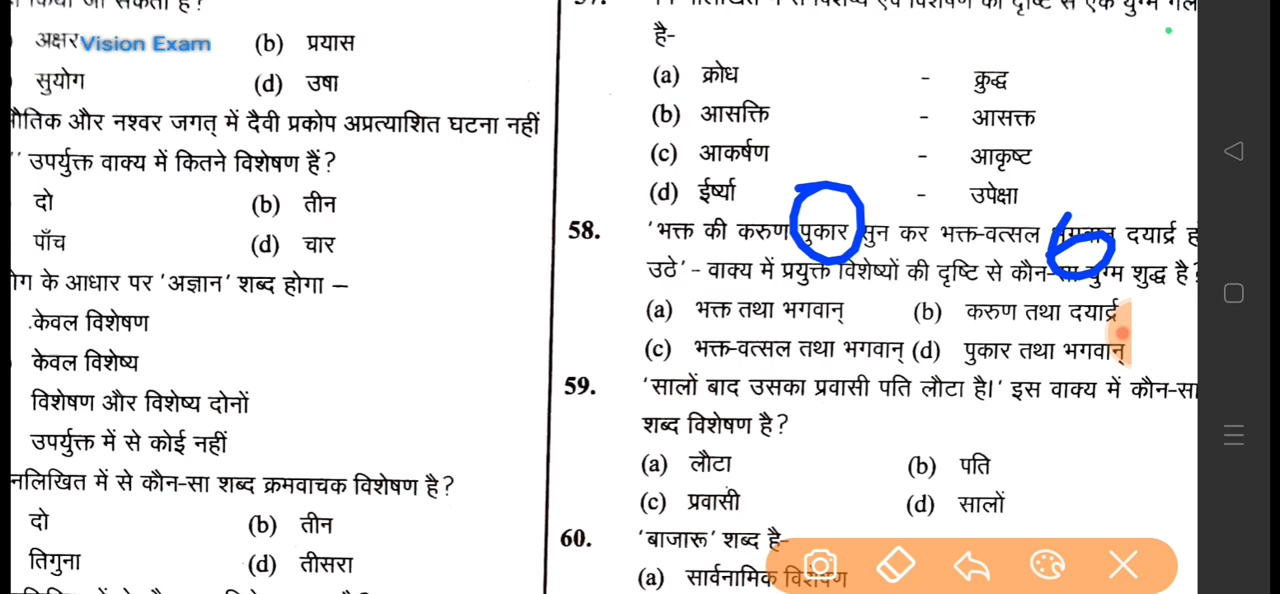 अक्षर Vision Exam (b) प्रयास
सुयोग (d) उषा
भौतिक और नश्वर जगत् में दैवी प्रकोप अप्रत्याशित घटना नहीं
उपर्युक्त वाक्य में कितने विशेषण हैं?
दो (b) तीन
पाँच (d) चार
के आधार पर 'अज्ञान' शब्द होगा –
केवल विशेषण
केवल विशेष्य
विशेषण और विशेष्य दोनों
उपर्युक्त में से कोई नहीं
में से कौन-सा शब्द क्रमवाचक विशेषण है?
दो (b) तीन
तिगुना (d) तीसरा
है-
(a) क्रोध - क्रुद्ध
(b) आसक्ति - आसक्त
(c) आकर्षण - आकृष्ट
(d) ईर्ष्या - उपेक्षा
58. 'भक्त की करुण पुकार सुन कर भक्त-वत्सल भगवान् दयार्द्र
उठे' - वाक्य में प्रयुक्त विशेष्यों की दृष्टि से कौन-सा युग्म शुद्ध है?
(a) भक्त तथा भगवान् (b) करुण तथा दयार्द्र
(c) भक्त-वत्सल तथा भगवान् (d) पुकार तथा भगवान्
59. 'सालों बाद उसका प्रवासी पति लौटा है।' इस वाक्य में कौन-सा
शब्द विशेषण है?
(a) लौटा (b) पति
(c) प्रवासी (d) सालों
60. 'बाजारू' शब्द है-
(a) सार्वनामिक विशेषण